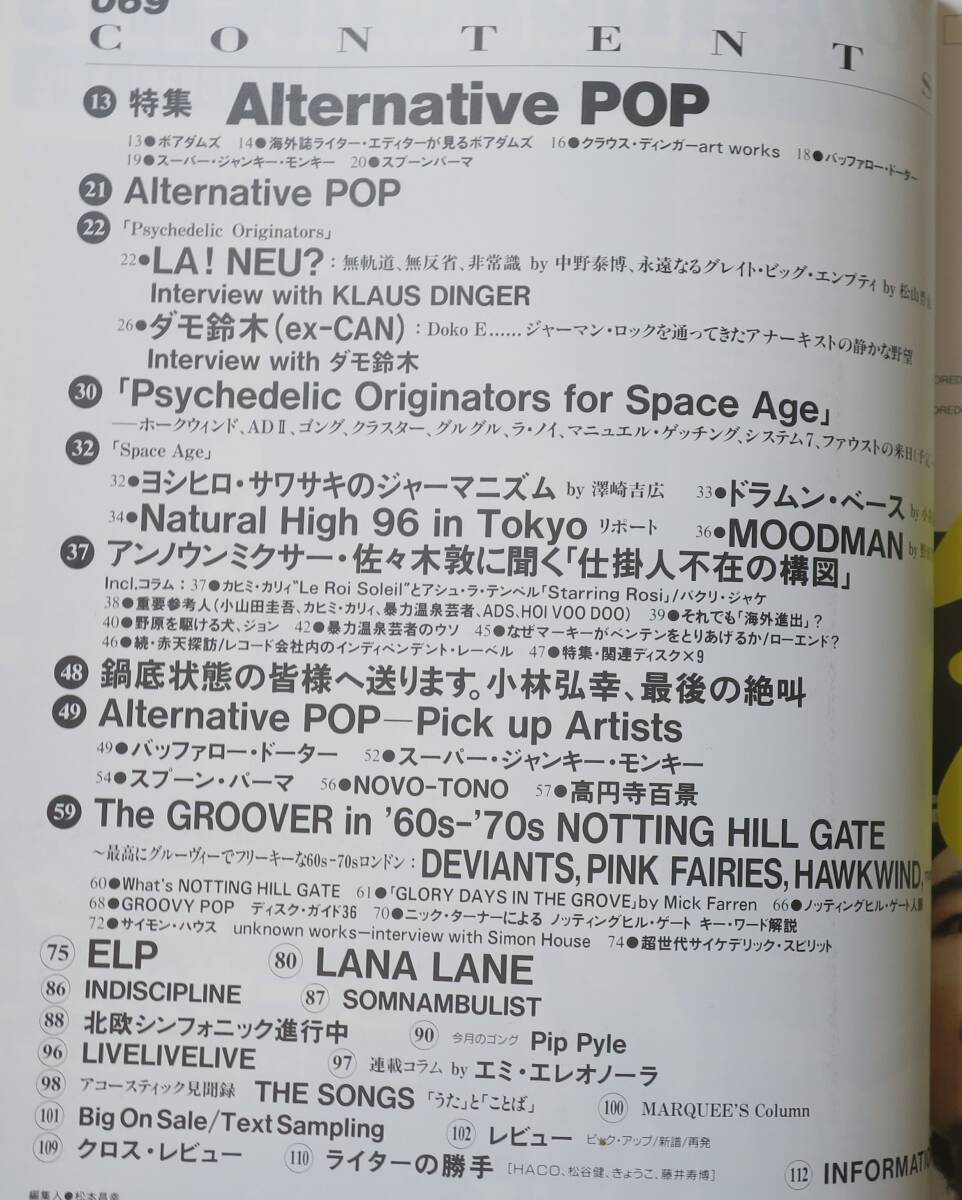 069
CONTENTS
13 特集 Alternative POP
13●ボアダムズ 14●海外誌ライター・エディターが見るボアダムズ 16●クラウス・ディンガーart works 18●バッファロー・ドーター
19●スーパー・ジャンキー・モンキー 20●スプーンパーマ
21 Alternative POP
22 「Psychedelic Originators」
22●LA! NEU?：無軌道、無反省、非常識 by 中野泰博、永遠なるグレイト・ビッグ・エンプティ by 松山
Interview with KLAUS DINGER
26●ダモ鈴木(ex-CAN)：Doko E……ジャーマン・ロックを通ってきたアナーキストの静かな野望
Interview with ダモ鈴木
30 「Psychedelic Originators for Space Age」
──ホークウィンド、ADⅡ、ゴング、クラスター、グルグル、ラ・ノイ、マニュエル・ゲッチング、システム7、ファウストの来日
32 「Space Age」
32●ヨシヒロ・サワサキのジャーマニズム by 澤崎吉広 33●ドラムン・ベース by
34●Natural High 96 in Tokyo リポート 36●MOODMAN by
37 アンノウンミクサー・佐々木敦に聞く「仕掛人不在の構図」
Incl.コラム：37●カヒミ・カリィ"Le Roi Soleil"とアシュ・ラ・テンペル「Starring Rosi」/パクリ・ジャケ
38●重要参考人(小山田圭吾、カヒミ・カリィ、暴力温泉芸者、ADS、HOI VOO DOO) 39●それでも「海外進出」?
40●野原を駆ける犬、ジョン 42●暴力温泉芸者のウソ 45●なぜマーキーがベンテンをとりあげるか/ローエンド?
46●続・赤天探訪/レコード会社内のインディペンデント・レーベル 47●特集・関連ディスク×9
48 鍋底状態の皆様へ送ります。小林弘幸、最後の絶叫
49 Alternative POP—Pick up Artists
49●バッファロー・ドーター 52●スーパー・ジャンキー・モンキー
54●スプーン・パーマ 56●NOVO-TONO 57●高円寺百景
59 The GROOVER in '60s-'70s NOTTING HILL GATE
～最高にグルーヴィーでフリーキーな60s-70sロンドン：DEVIANTS, PINK FAIRIES, HAWKWIND,
60●What's NOTTING HILL GATE 61●「GLORY DAYS IN THE GROVE」by Mick Farren 66●ノッティングヒル・ゲート人
68●GROOVY POP ディスク・ガイド36 70●ニック・ターナーによる ノッティングヒル・ゲート キー・ワード解説
72●サイモン・ハウス unknown works—interview with Simon House 74●超世代サイケデリック・スピリット
75 ELP 80 LANA LANE
86 INDISCIPLINE 87 SOMNAMBULIST
88 北欧シンフォニック進行中 90 今月のゴング Pip Pyle
96 LIVELIVELIVE 97 連載コラム by エミ・エレオノーラ
98 アコースティック見聞録 THE SONGS 「うた」と「ことば」 100 MARQUEE'S Column
101 Big On Sale/Text Sampling 102 レビュー ピック・アップ/新譜/再発
109 クロス・レビュー 110 ライターの勝手 [HACO、松谷健、きょうこ、藤井寿博] 112 INFORMATIO
編集人●松本昌幸